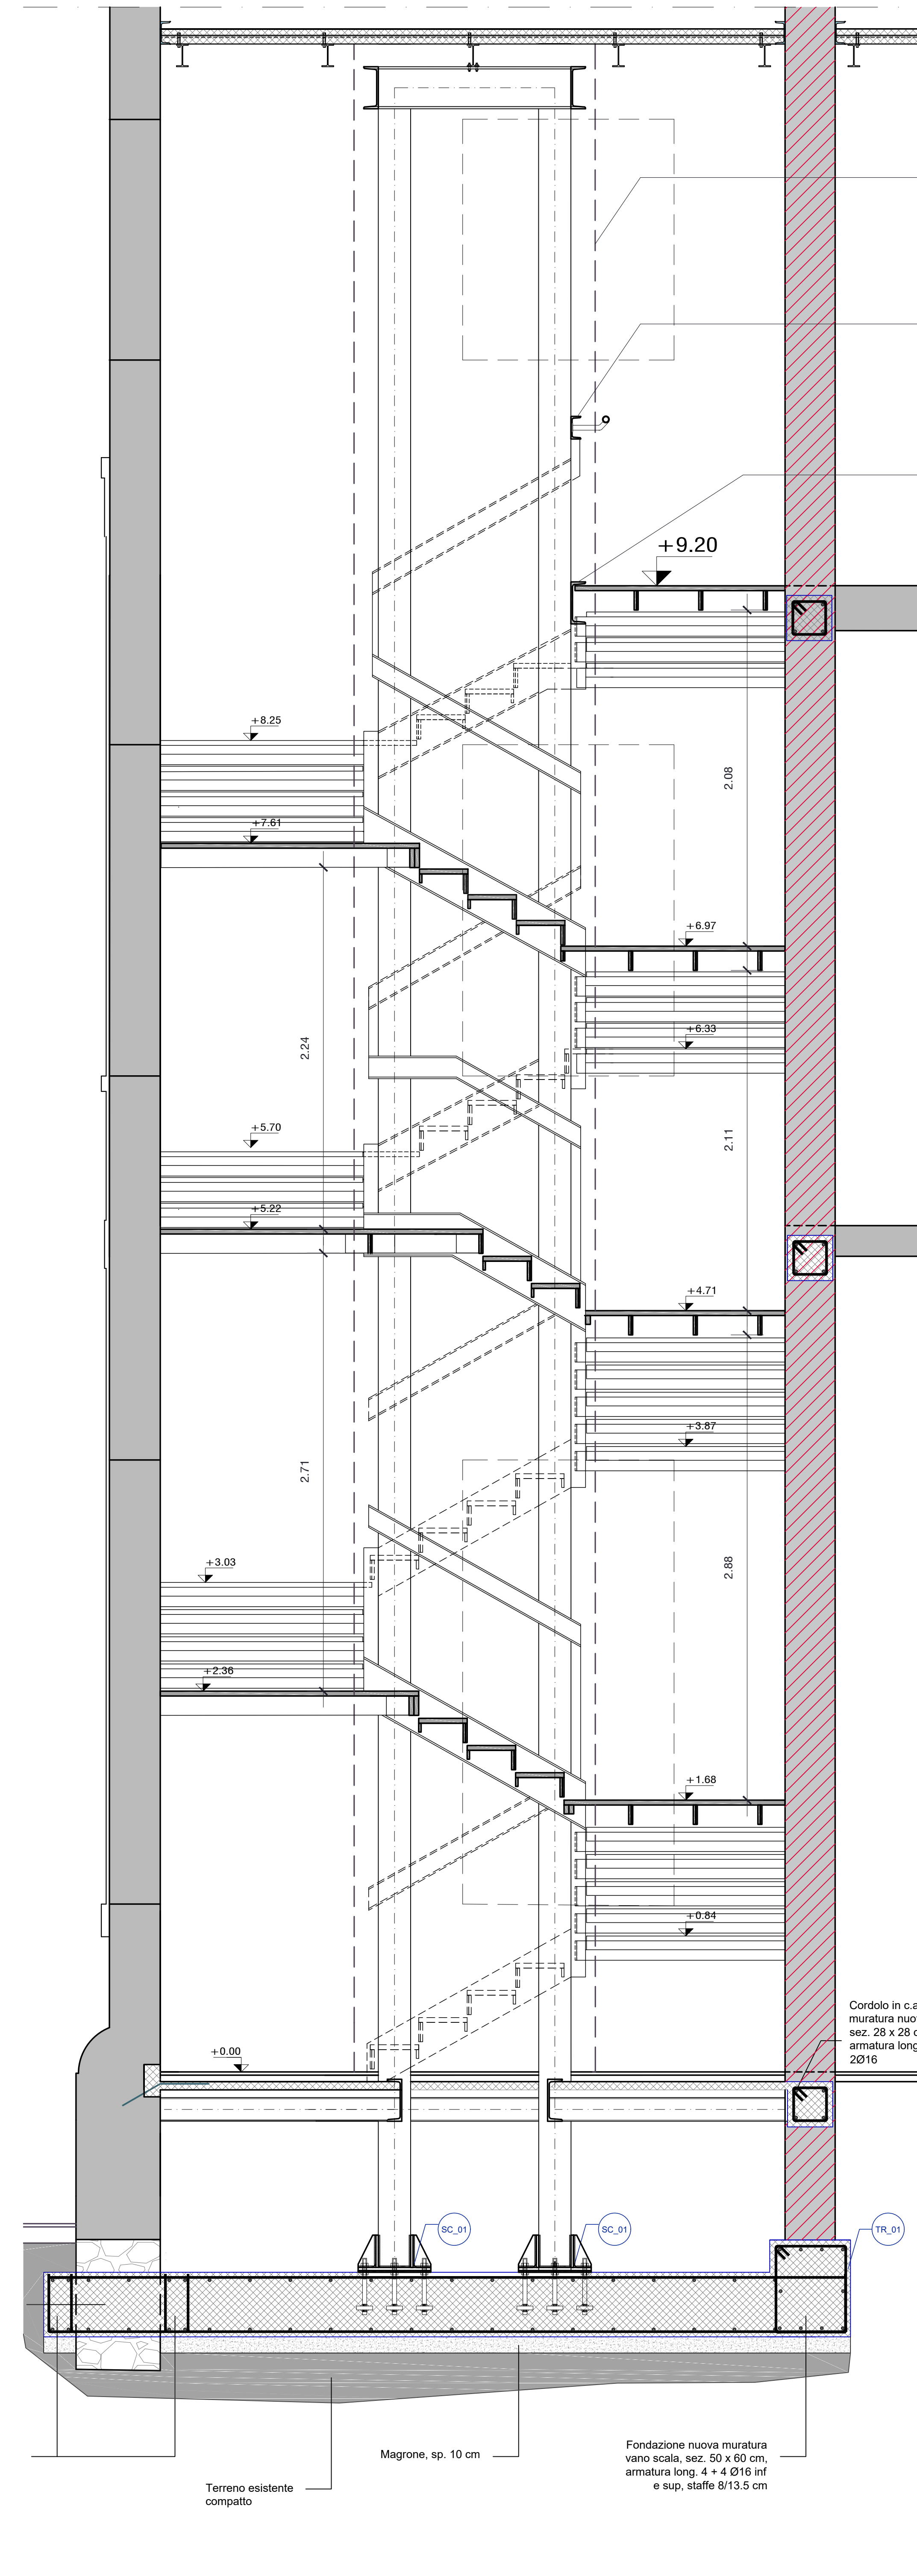 +9.20
+8.25
2.08
+7.61
+6.97
2.24
+6.33
+5.70
2.11
+5.22
+4.71
+3.87
2.71
2.88
+3.03
+2.36
+1.68
+0.84
Cordolo in c.a
muratura nuo
sez. 28 x 28 c
armatura long
2Ø16
+0.00
SC_01
SC_01
TR_01
Fondazione nuova muratura
vano scala, sez. 50 x 60 cm,
armatura long. 4 + 4 Ø16 inf
e sup, staffe 8/13.5 cm
Magrone, sp. 10 cm
Terreno esistente
compatto